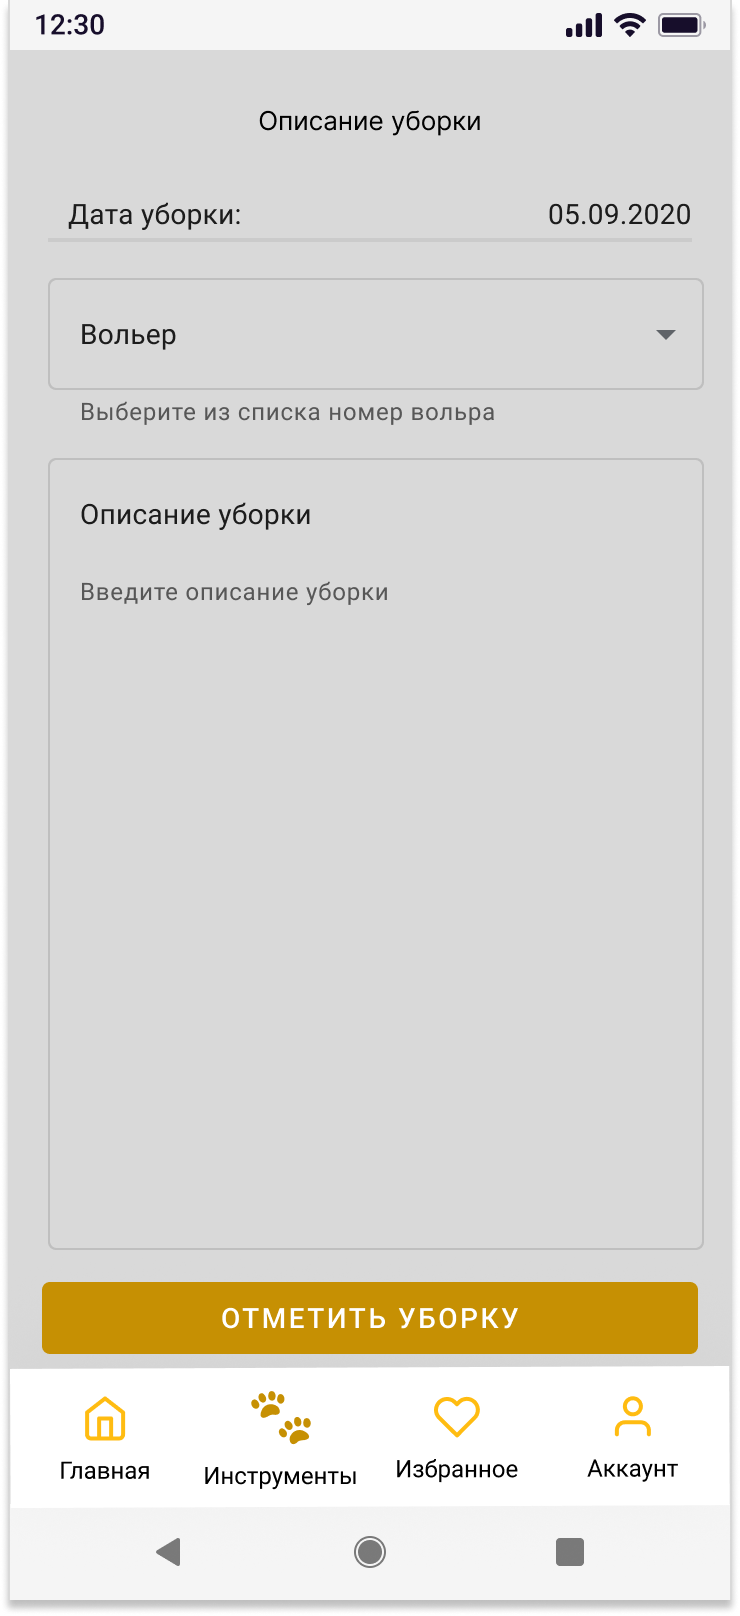 12:30
Описание уборки
Дата уборки: 05.09.2020
Вольер
Выберите из списка номер вольра
Описание уборки
Введите описание уборки
ОТМЕТИТЬ УБОРКУ
Главная Инструменты Избранное Аккаунт